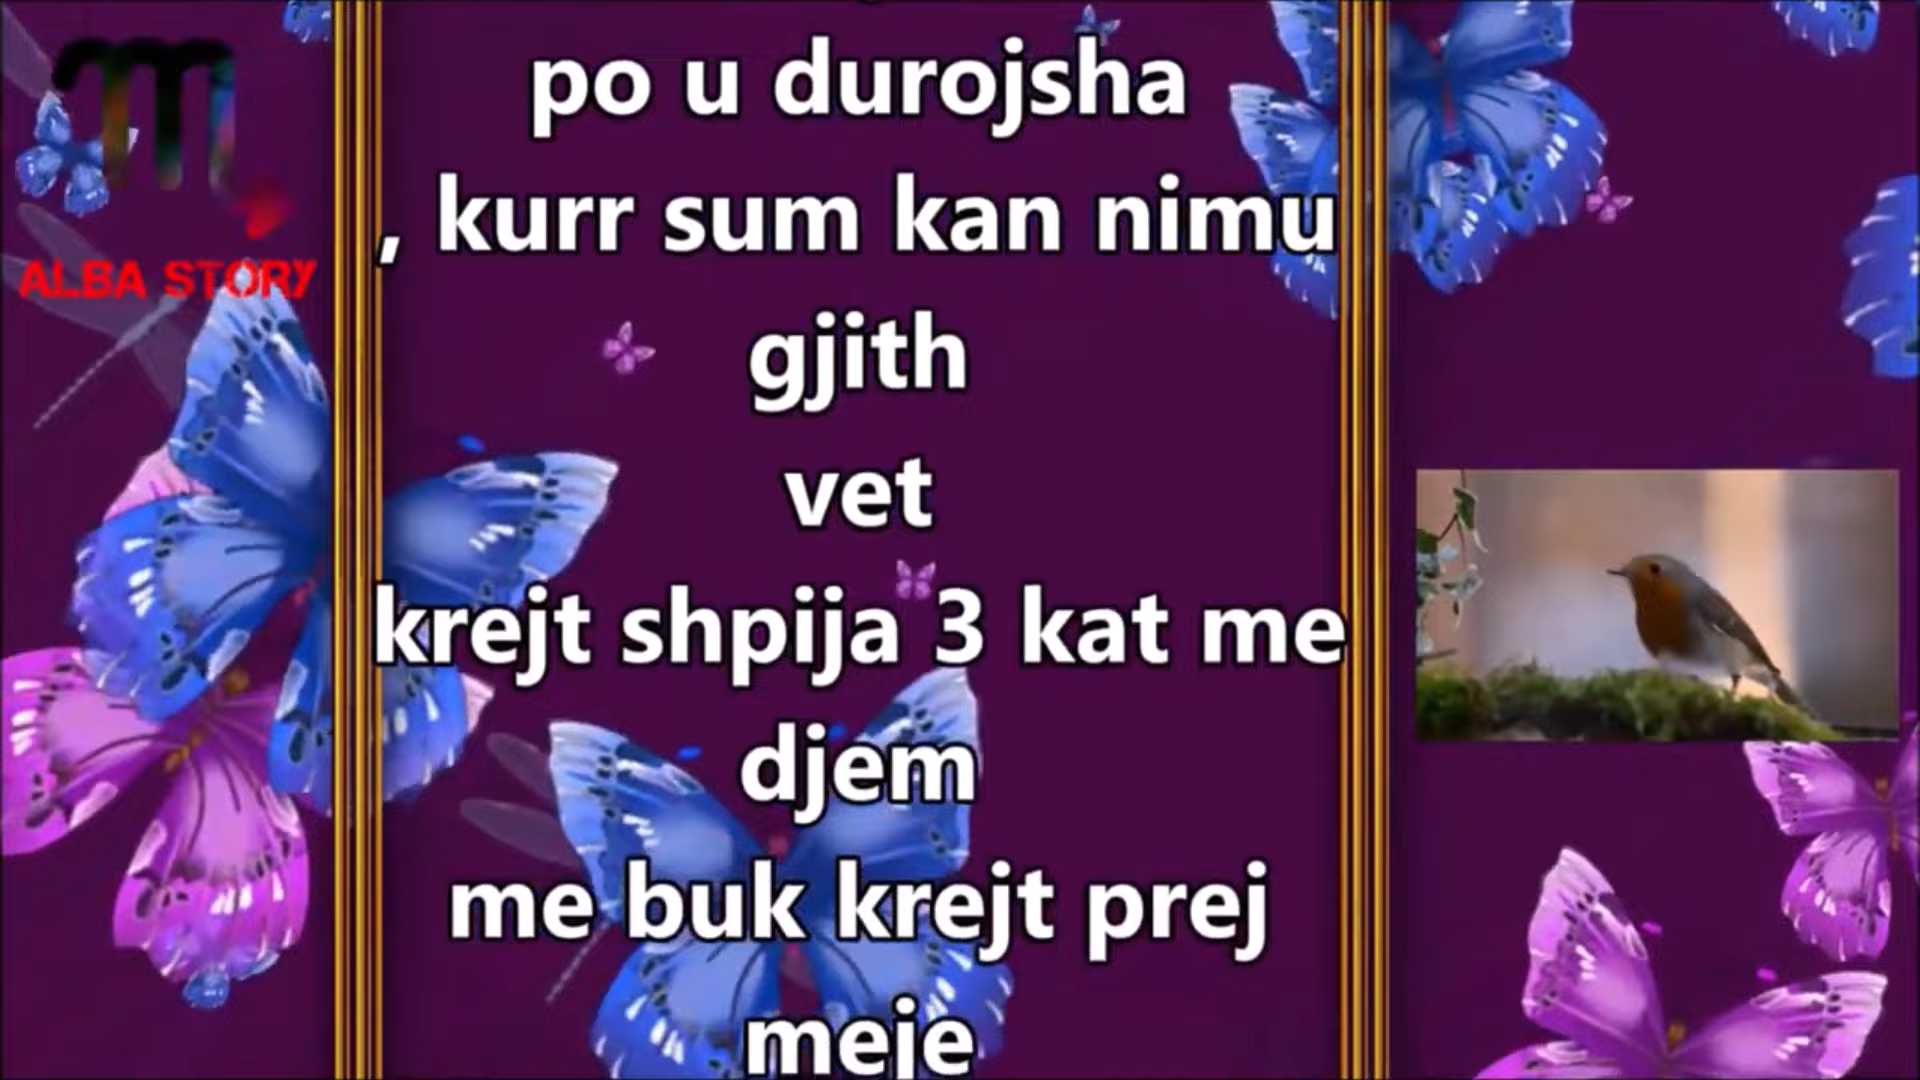 ALBA STORY
po u durojsha
, kurr sum kan nimu
gjith
vet
krejt shpija 3 kat me
djem
me buk krejt prej
meje